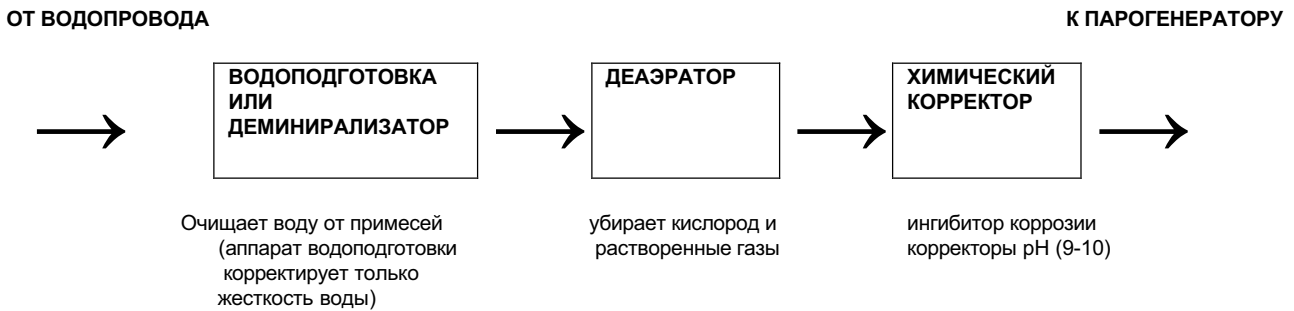 ОТ ВОДОПРОВОДА
К ПАРОГЕНЕРАТОРУ
ВОДОПОДГОТОВКА
ИЛИ
ДЕМИНИРАЛИЗАТОР
ДЕАЭРАТОР
ХИМИЧЕСКИЙ
КОРРЕКТОР
Очищает воду от примесей
(аппарат водоподготовки
корректирует только
жесткость воды)
убирает кислород и
растворенные газы
ингибитор коррозии
корректоры pH (9-10)